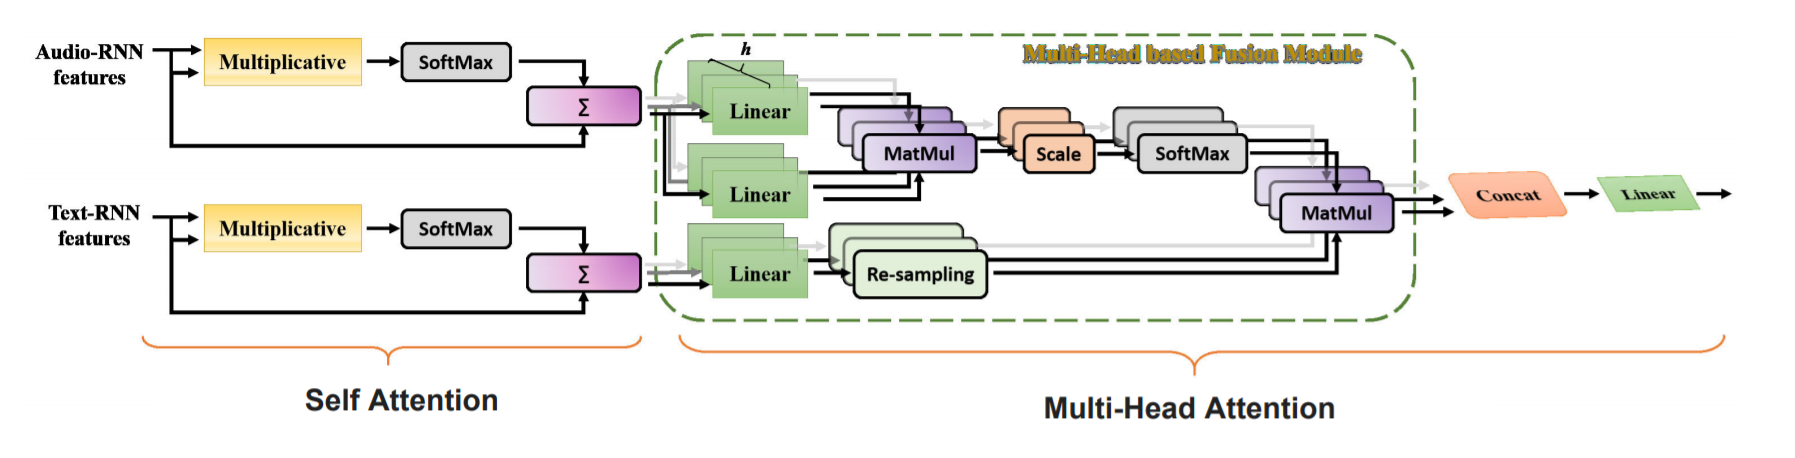 Audio-RNN
features
Multiplicative
SoftMax
Σ
h
Linear
Linear
MatMul
Multi-Head based Fusion Module
Scale
SoftMax
MatMul
Concat
Linear
Text-RNN
features
Multiplicative
SoftMax
Σ
Linear
Re-sampling
Self Attention
Multi-Head Attention